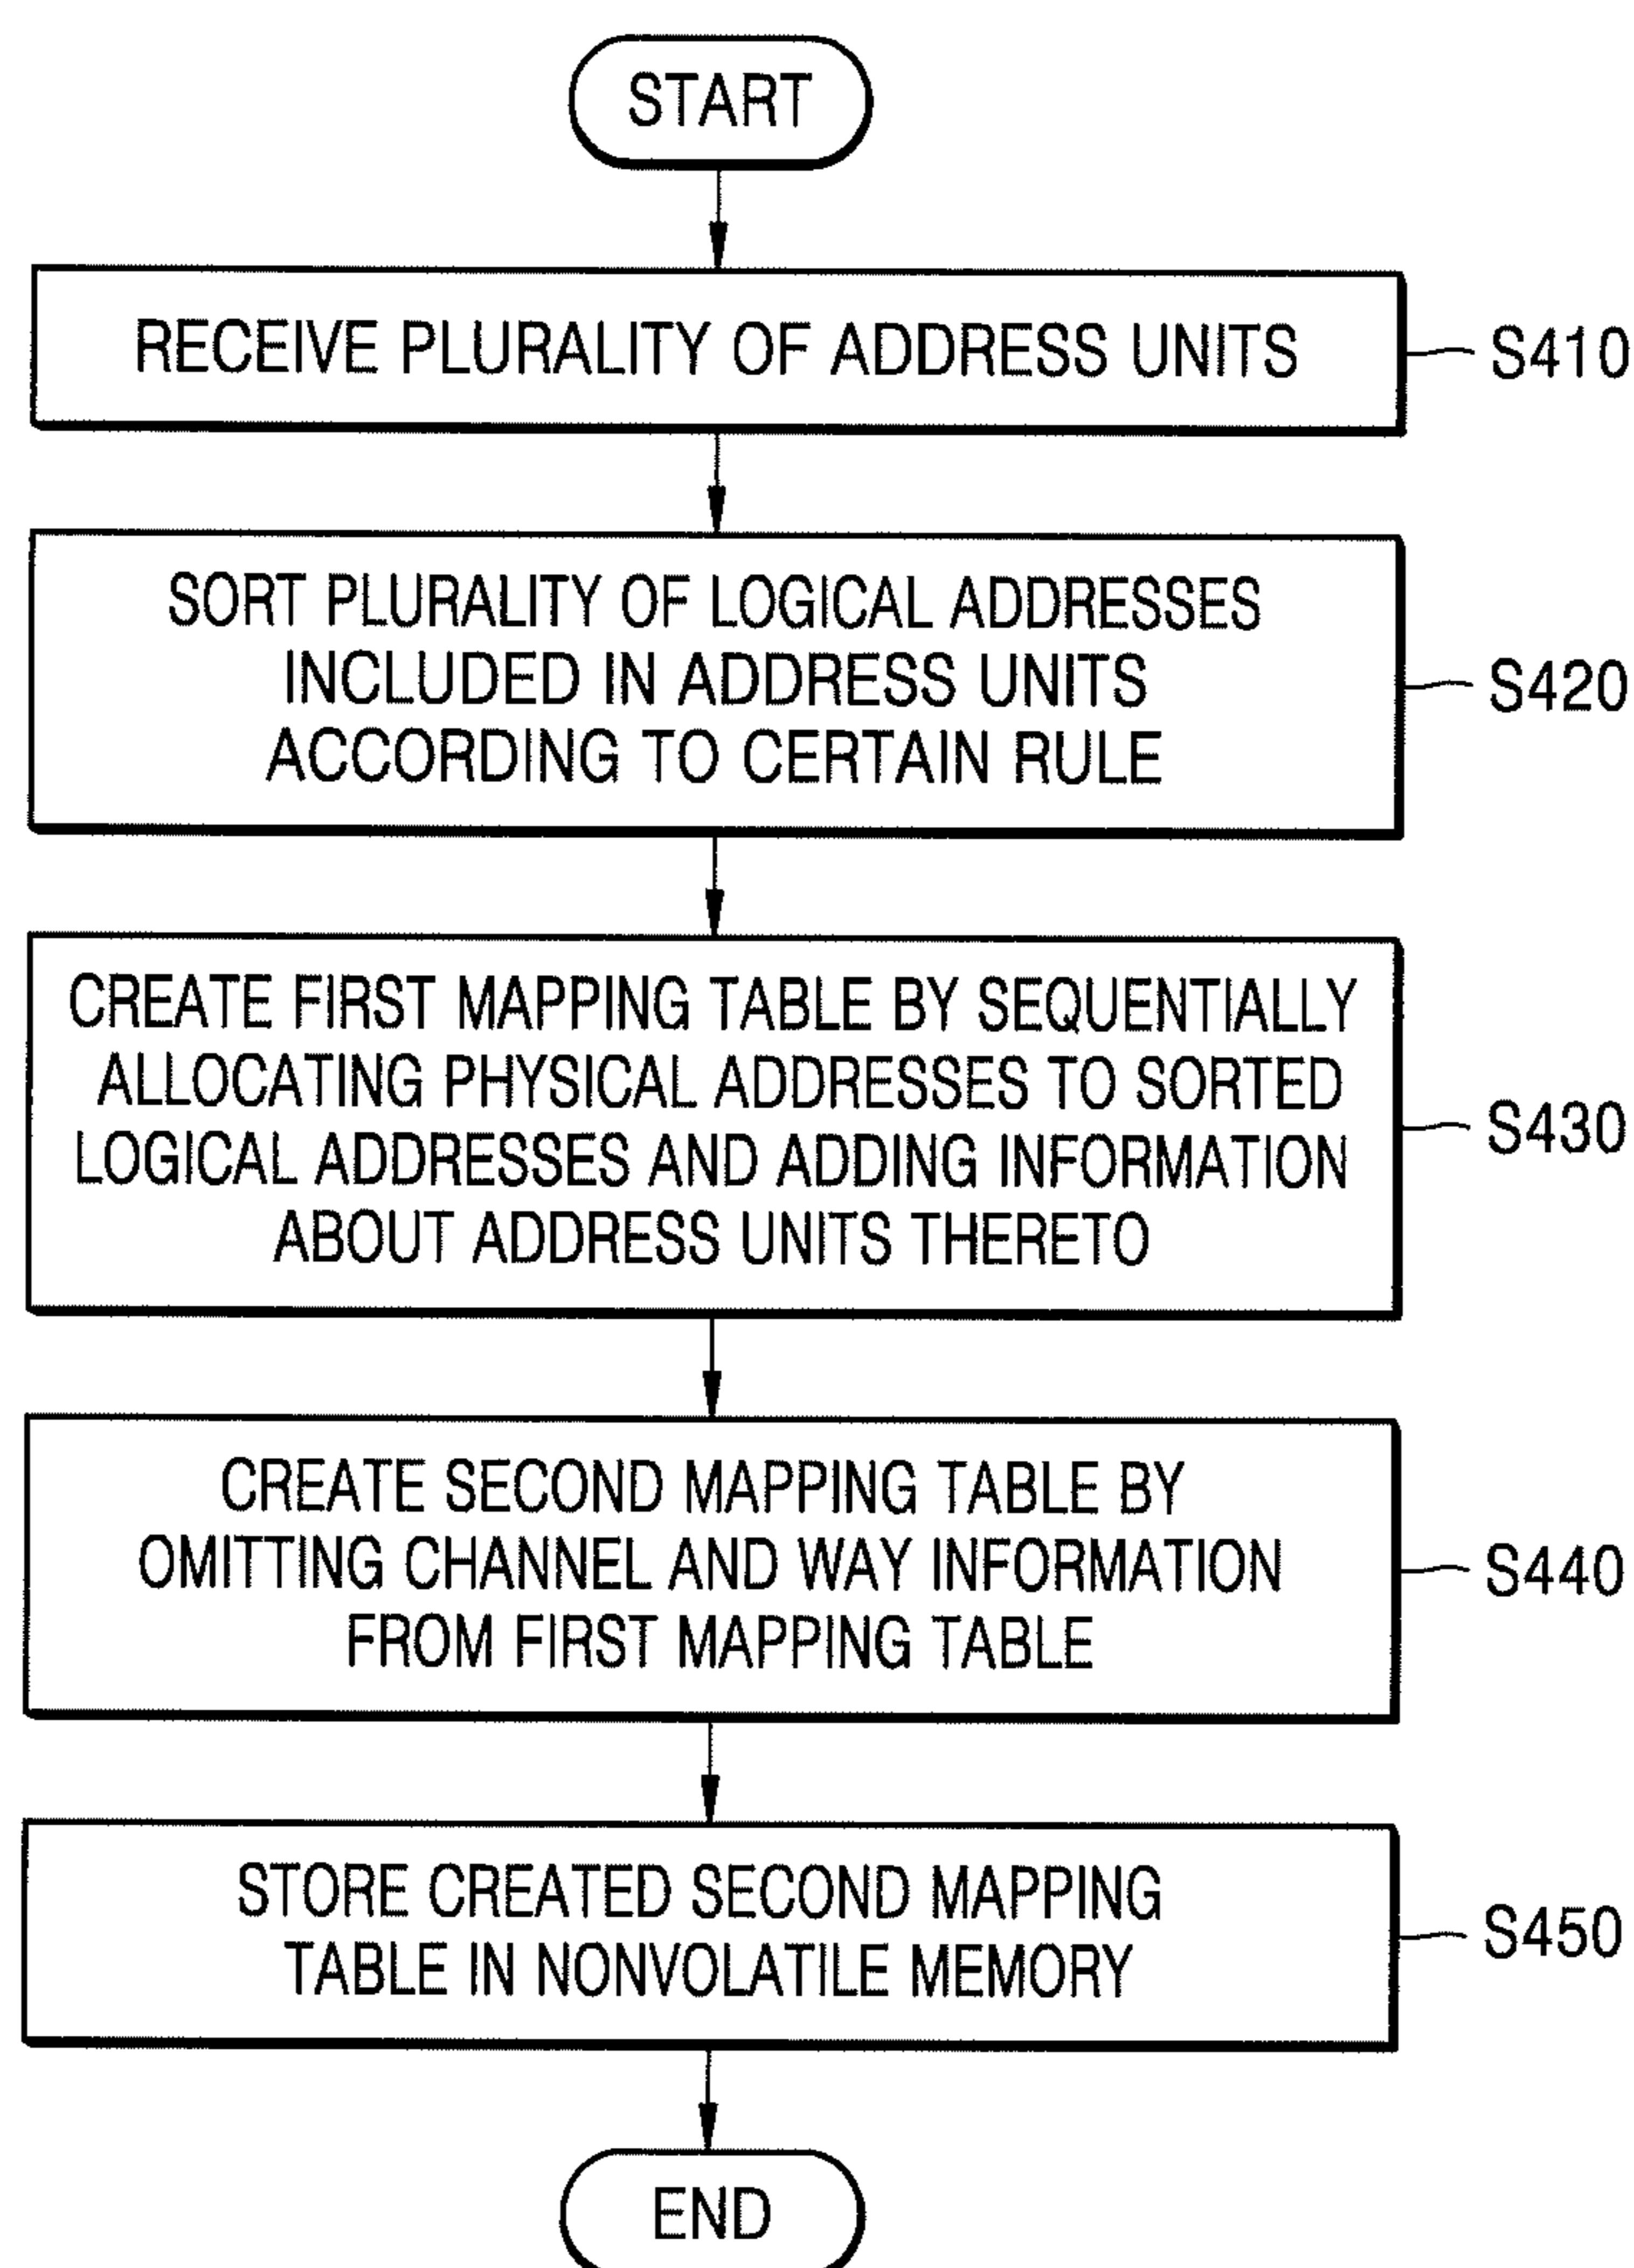 START
RECEIVE PLURALITY OF ADDRESS UNITS
S410
SORT PLURALITY OF LOGICAL ADDRESSES
INCLUDED IN ADDRESS UNITS
ACCORDING TO CERTAIN RULE
S420
CREATE FIRST MAPPING TABLE BY SEQUENTIALLY
ALLOCATING PHYSICAL ADDRESSES TO SORTED
LOGICAL ADDRESSES AND ADDING INFORMATION
ABOUT ADDRESS UNITS THERETO
S430
CREATE SECOND MAPPING TABLE BY
OMITTING CHANNEL AND WAY INFORMATION
FROM FIRST MAPPING TABLE
S440
STORE CREATED SECOND MAPPING
TABLE IN NONVOLATILE MEMORY
S450
END